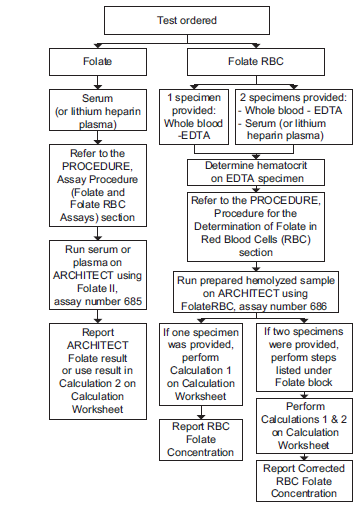 Test ordered
Folate
Folate RBC
Serum
(or lithium heparin
plasma)
1 specimen
provided:
Whole blood
-EDTA
2 specimens provided:
- Whole blood - EDTA
- Serum (or lithium
heparin plasma)
Refer to the
PROCEDURE,
Assay Procedure
(Folate and
Folate RBC
Assays) section
Determine hematocrit
on EDTA specimen
Refer to the PROCEDURE,
Procedure for the
Determination of Folate in
Red Blood Cells (RBC)
section
Run serum or
plasma on
ARCHITECT using
Folate II,
assay number 685
Run prepared hemolyzed sample
on ARCHITECT using
FolateRBC, assay number 686
Report
ARCHITECT
Folate result
or use result in
Calculation 2 on
Calculation
Worksheet
If one specimen
was provided,
perform
Calculation 1
on Calculation
Worksheet
If two specimens
were provided,
perform steps
listed under
Folate block
Report RBC
Folate
Concentration
Perform
Calculations 1 & 2
on Calculation
Worksheet
Report Corrected
RBC Folate
Concentration